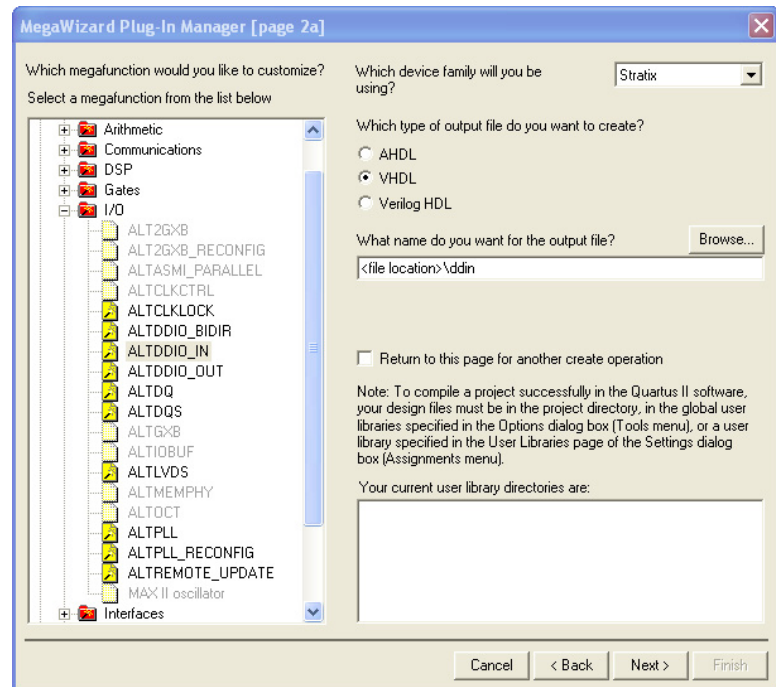 MegaWizard Plug-In Manager [page 2a]
Which megafunction would you like to customize?
Select a megafunction from the list below
Arithmetic
Communications
DSP
Gates
I/O
ALT2GXB
ALT2GXB_RECONFIG
ALTASMI_PARALLEL
ALTCLKCTRL
ALTCLKLOCK
ALTDDIO_BIDIR
ALTDDIO_IN
ALTDDIO_OUT
ALTDQ
ALTDQS
ALTGXB
ALTIOBUF
ALTLVDS
ALTMEMPHY
ALTOCT
ALTPLL
ALTPLL_RECONFIG
ALTREMOTE_UPDATE
MAX II oscillator
Interfaces
Which device family will you be
using?
Stratix
Which type of output file do you want to create?
AHDL
VHDL
Verilog HDL
What name do you want for the output file?
Browse...
<file location>\ddin
Return to this page for another create operation
Note: To compile a project successfully in the Quartus II software,
your design files must be in the project directory, in the global user
libraries specified in the Options dialog box (Tools menu), or a user
library specified in the User Libraries page of the Settings dialog
box (Assignments menu).
Your current user library directories are:
Cancel
< Back
Next >
Finish